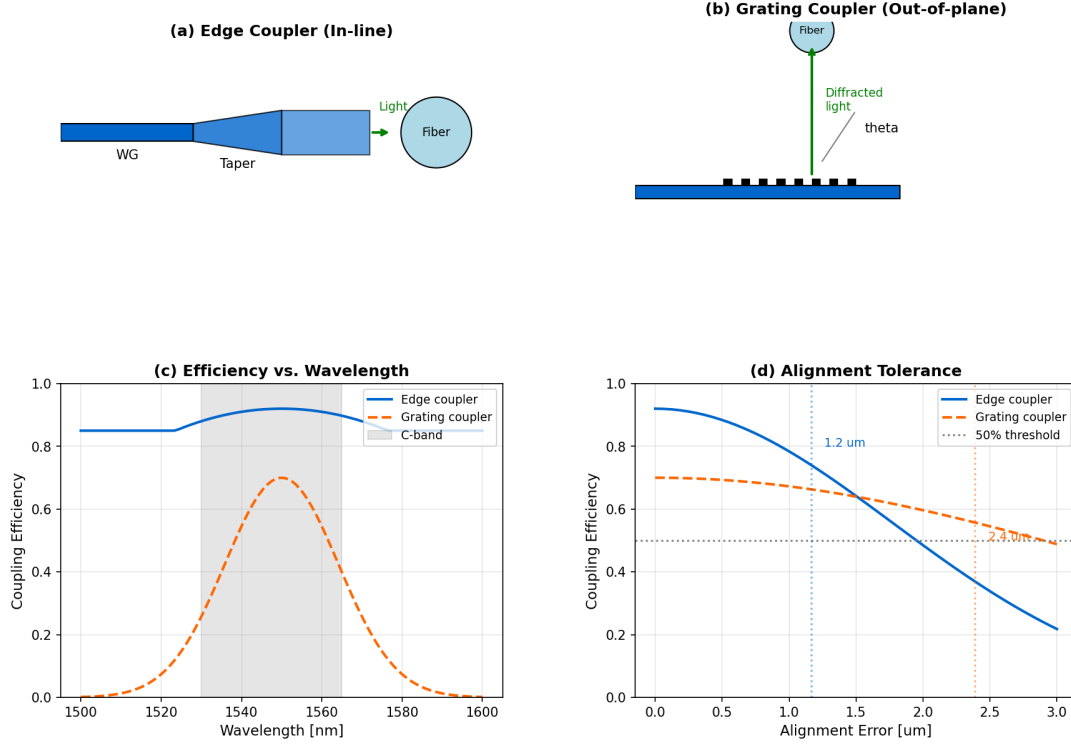 (a) Edge Coupler (In-line)
Light
Fiber
WG
Taper
(b) Grating Coupler (Out-of-plane)
Fiber
Diffracted
light
theta
(c) Efficiency vs. Wavelength
Coupling Efficiency
1.0
0.8
0.6
0.4
0.2
0.0
Edge coupler
Grating coupler
C-band
1500
1520
1540
1560
1580
1600
Wavelength [nm]
(d) Alignment Tolerance
Coupling Efficiency
1.0
0.8
0.6
0.4
0.2
0.0
Edge coupler
Grating coupler
50% threshold
1.2 um
2.4 um
0.0
0.5
1.0
1.5
2.0
2.5
3.0
Alignment Error [um]